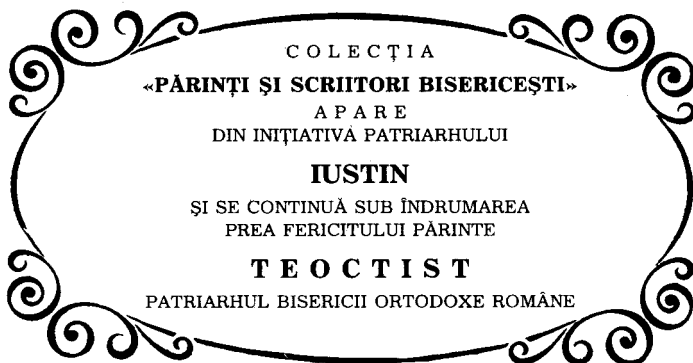 COLECȚIA
«PĂRINȚI ȘI SCRIITORI BISERICEȘTI»
APARE
DIN INIȚIATIVA PATRIARHULUI
IUSTIN
ȘI SE CONTINUĂ SUB ÎNDRUMAREA
PREA FERICITULUI PĂRINTE
TEOCTIST
PATRIARHUL BISERICII ORTODOXE ROMÂNE